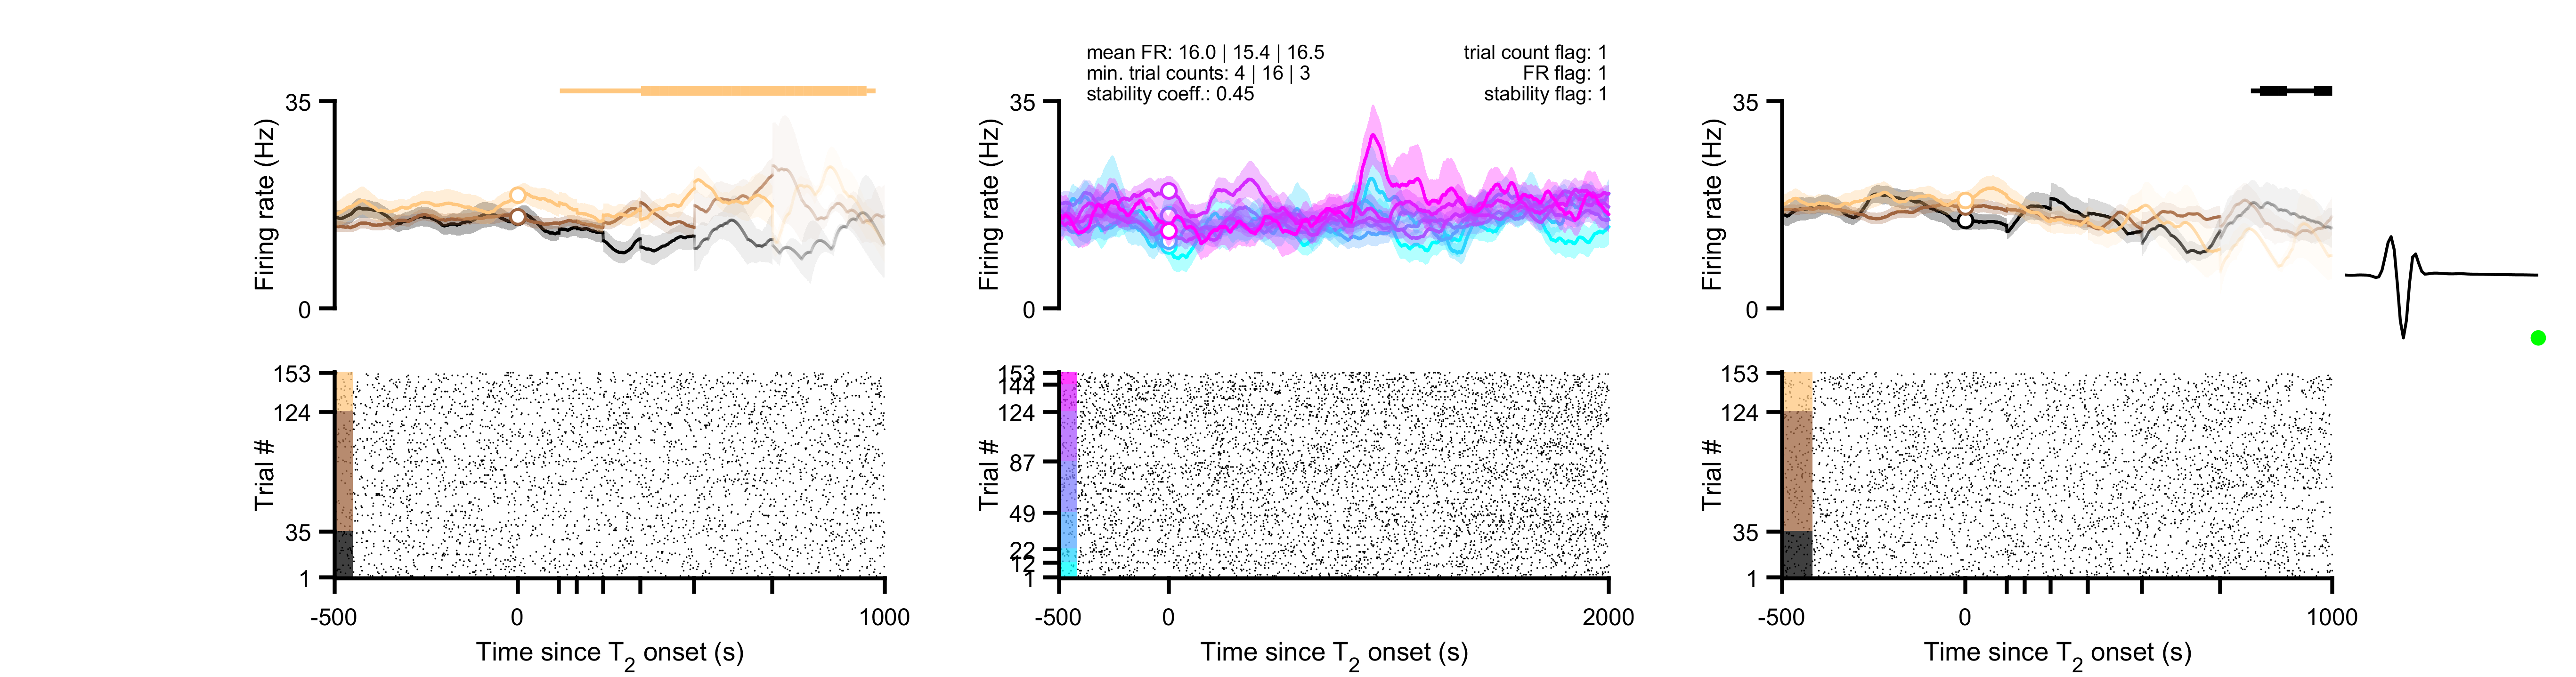 mean FR: 16.0 | 15.4 | 16.5
min. trial counts: 4 | 16 | 3
stability coeff.: 0.45
trial count flag: 1
FR flag: 1
stability flag: 1
35
Firing rate (Hz)
0
35
Firing rate (Hz)
0
35
Firing rate (Hz)
0
153
124
Trial #
35
1
-500
0
1000
Time since T2 onset (s)
153
144
124
Trial #
87
49
22
12
1
-500
0
2000
Time since T2 onset (s)
153
124
Trial #
35
1
-500
0
1000
Time since T2 onset (s)